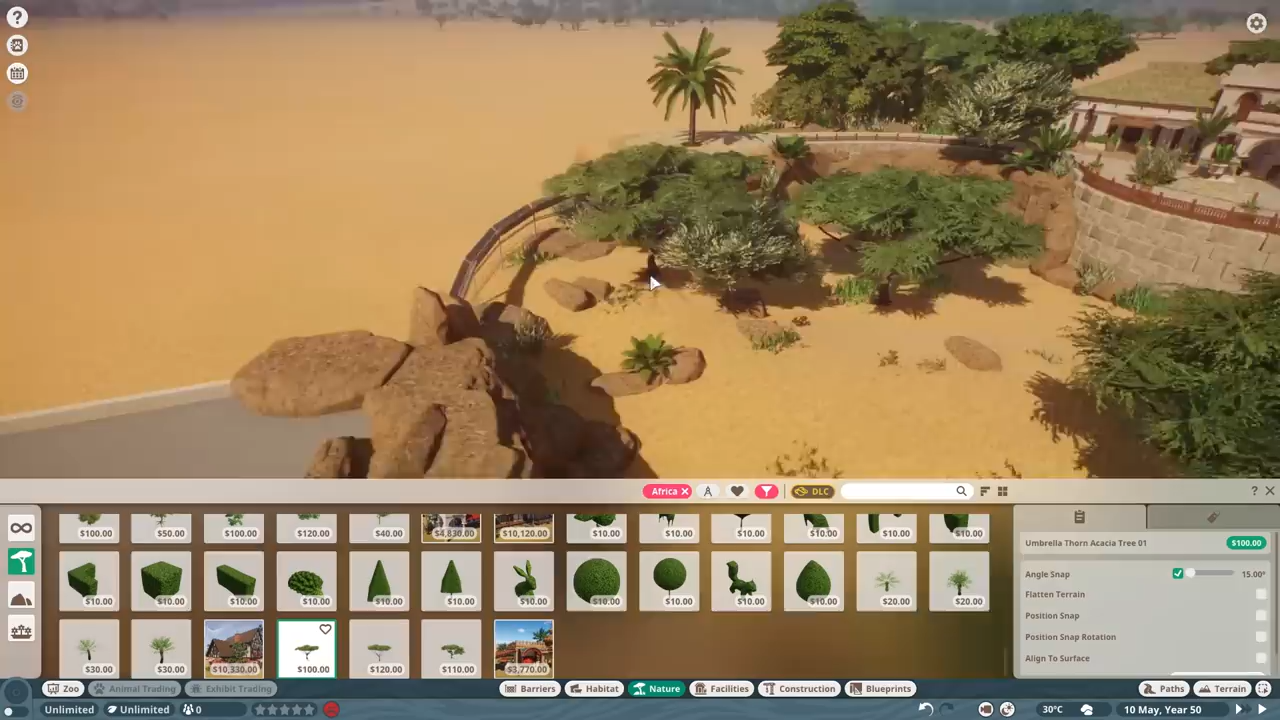 Africa ×
DLC
? ×
$100.00 $50.00 $100.00 $120.00 $40.00 $4,830.00 $10,120.00 $10.00 $10.00 $10.00 $10.00 $10.00 $10.00
$10.00 $10.00 $10.00 $10.00 $10.00 $10.00 $10.00 $10.00 $10.00 $10.00 $10.00 $20.00 $20.00
$30.00 $30.00 $10,330.00 $100.00 $120.00 $110.00 $3,770.00
Umbrella Thorn Acacia Tree 01 $100.00
Angle Snap 15.00°
Flatten Terrain
Position Snap
Position Snap Rotation
Align To Surface
Zoo Animal Trading Exhibit Trading Barriers Habitat Nature Facilities Construction Blueprints Paths Terrain
Unlimited Unlimited 0 30°C 10 May, Year 50